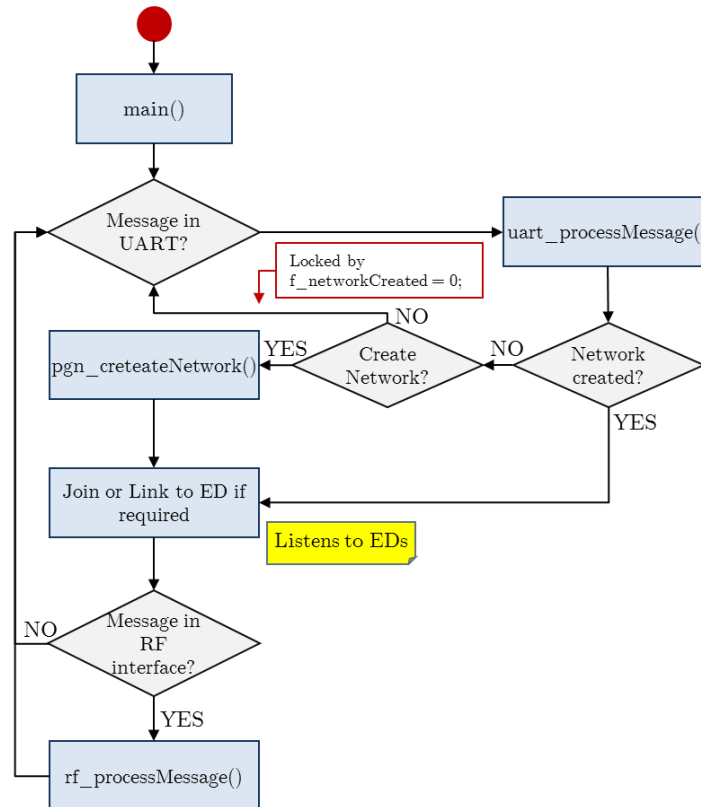 main()
Message in
UART?
uart_processMessage()
Locked by
f_networkCreated = 0;
NO
YES
Create
Network?
NO
Network
created?
YES
pgn_creteateNetwork()
Join or Link to ED if
required
Listens to EDs
NO
Message in
RF
interface?
YES
rf_processMessage()